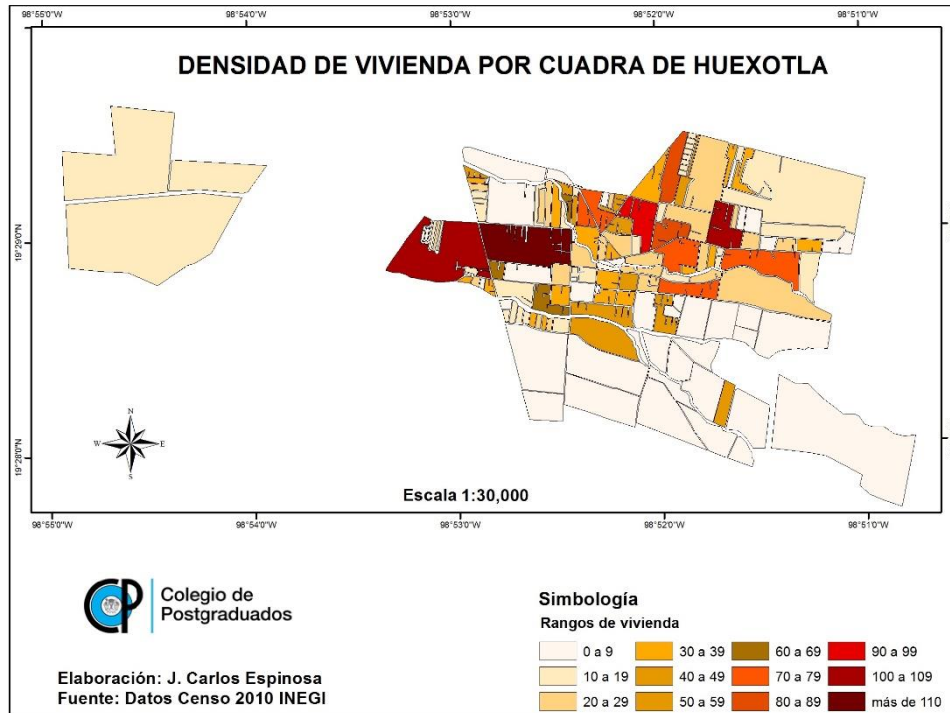 98°55'0"W 98°54'0"W 98°53'0"W 98°52'0"W 98°51'0"W
DENSIDAD DE VIVIENDA POR CUADRA DE HUEXOTLA
19°29'0"N
19°28'0"N
N
W E
S
Escala 1:30,000
98°55'0"W 98°54'0"W 98°53'0"W 98°52'0"W 98°51'0"W
CP
Colegio de
Postgraduados
Elaboración: J. Carlos Espinosa
Fuente: Datos Censo 2010 INEGI
Simbología
Rangos de vivienda
0 a 9 30 a 39 60 a 69 90 a 99
10 a 19 40 a 49 70 a 79 100 a 109
20 a 29 50 a 59 80 a 89 más de 110